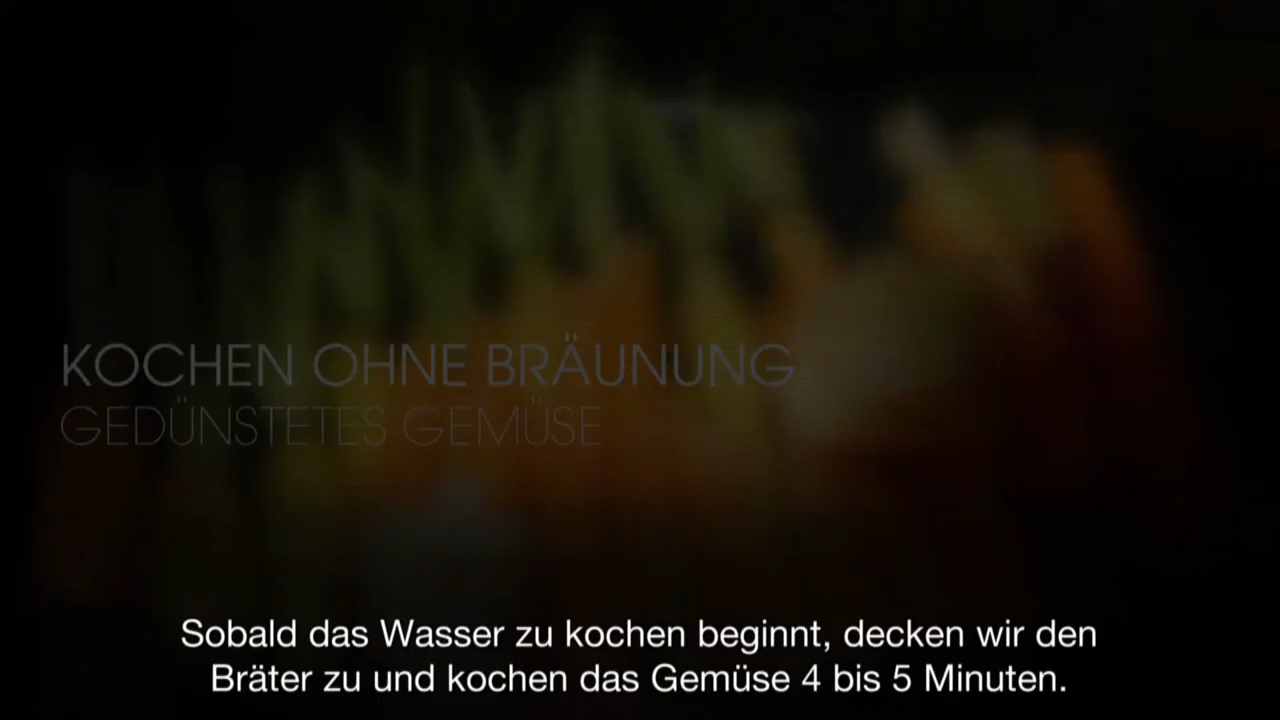 KOCHEN OHNE BRÄUNUNG
GEDÜNSTETES GEMÜSE
Sobald das Wasser zu kochen beginnt, decken wir den
Bräter zu und kochen das Gemüse 4 bis 5 Minuten.